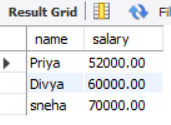 Result Grid
name salary
Priya 52000.00
Divya 60000.00
sneha 70000.00